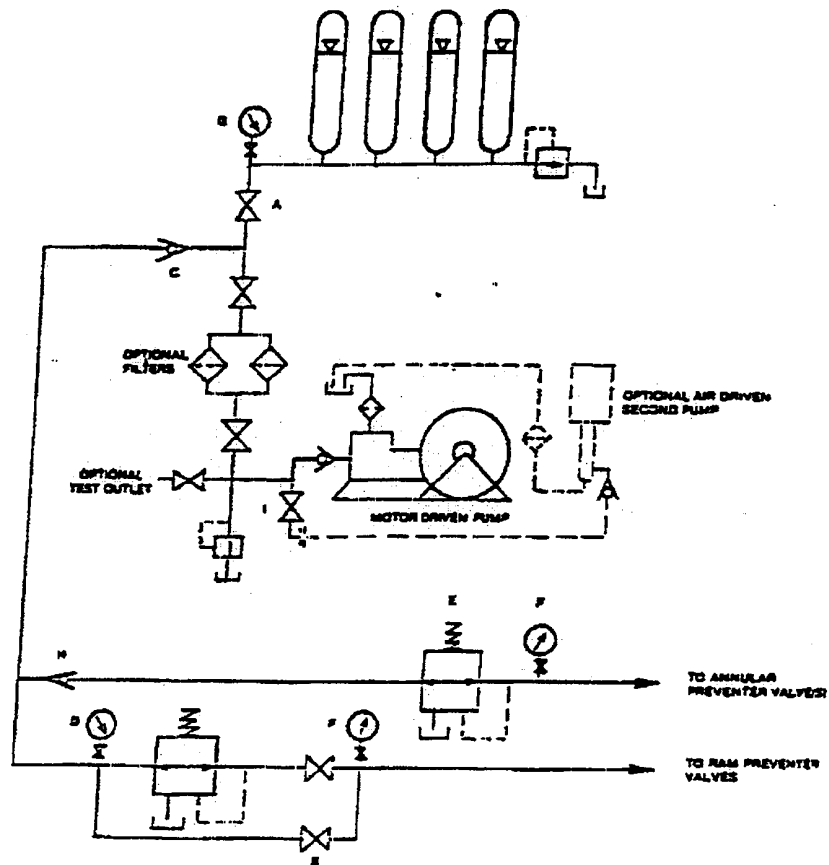 B
A
C
OPTIONAL
FILTERS
OPTIONAL AIR DRIVEN
SECOND PUMP
OPTIONAL
TEST OUTLET
I
MOTOR DRIVEN PUMP
E
F
H
TO ANNULAR
PREVENTER VALVES
D
F
TO RAM PREVENTER
VALVES